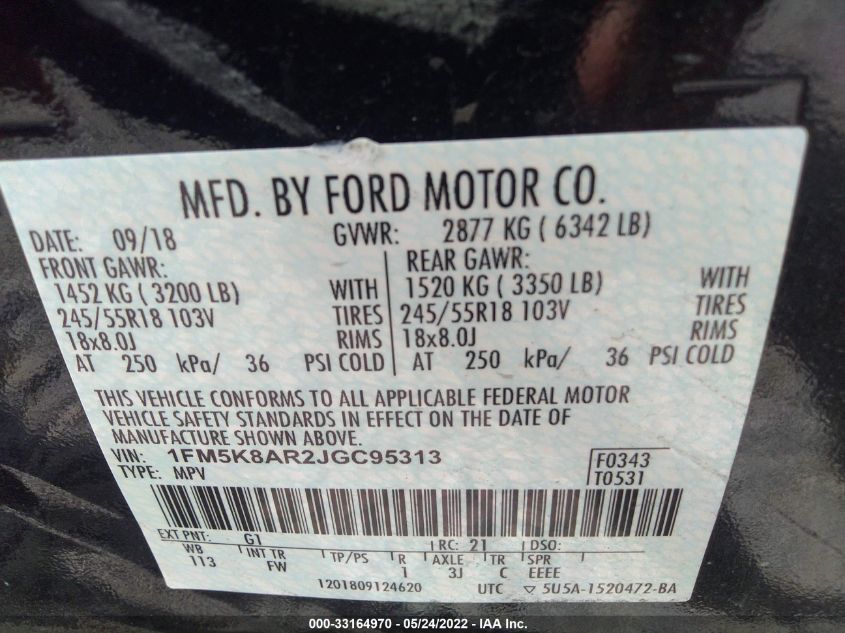 MFD. BY FORD MOTOR CO.
DATE: 09/18 GVWR: 2877 KG ( 6342 LB)
FRONT GAWR: REAR GAWR:
1452 KG ( 3200 LB) WITH 1520 KG ( 3350 LB) WITH
245/55R18 103V TIRES 245/55R18 103V TIRES
18x8.0J RIMS 18x8.0J RIMS
AT 250 kPa/ 36 PSI COLD AT 250 kPa/ 36 PSI COLD
THIS VEHICLE CONFORMS TO ALL APPLICABLE FEDERAL MOTOR
VEHICLE SAFETY STANDARDS IN EFFECT ON THE DATE OF
MANUFACTURE SHOWN ABOVE.
VIN: 1FM5K8AR2JGC95313 F0343
TYPE: MPV T0531
EXT PNT: G1 RC: 21 DSO:
WB INT TR TP/PS R AXLE TR SPR
113 FW 1 3J C EEEE
1201809124620 UTC ▽ 5U5A-1520472-BA
000-33164970 - 05/24/2022 - IAA Inc.